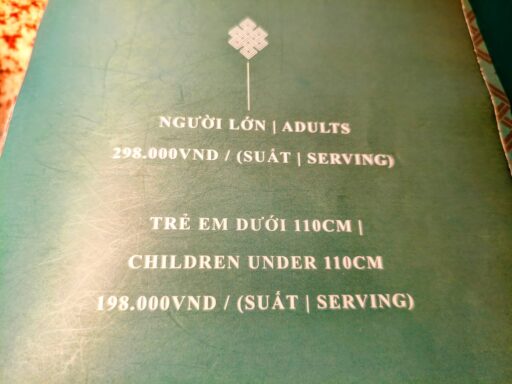 NGƯỜI LỚN | ADULTS
298.000VND / (SUẤT | SERVING)
TRẺ EM DƯỚI 110CM |
CHILDREN UNDER 110CM
198.000VND / (SUẤT | SERVING)